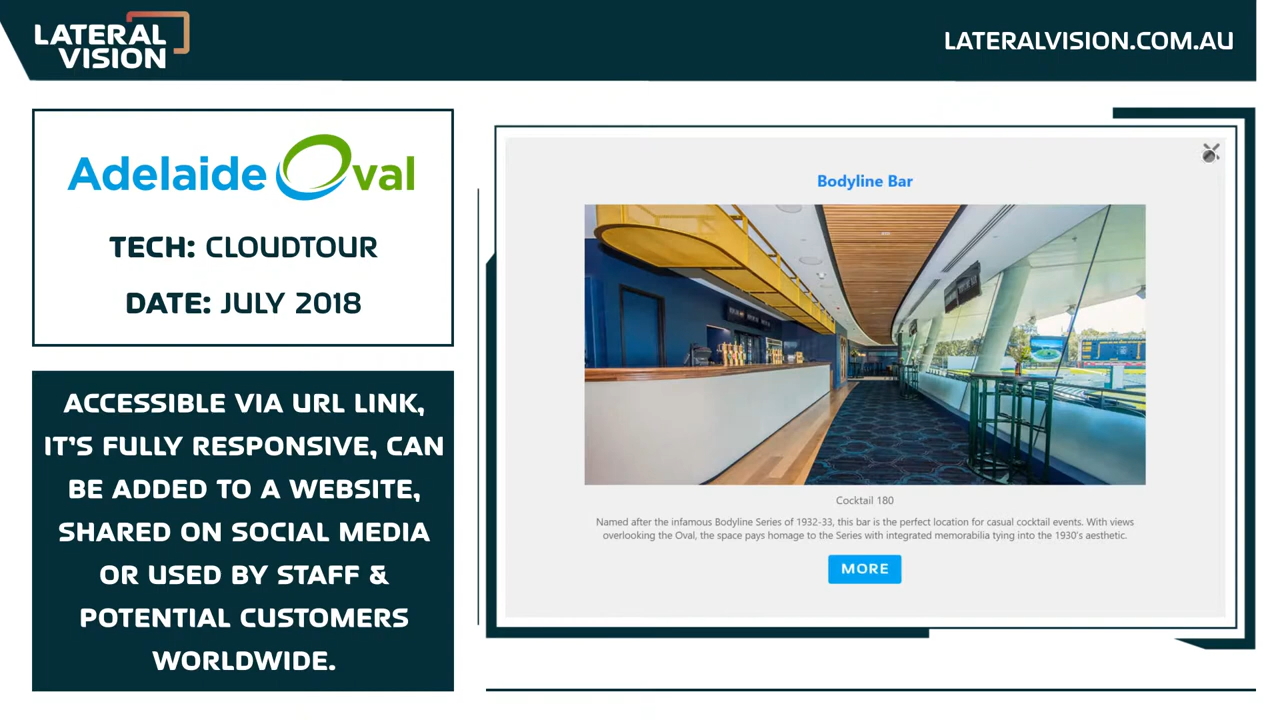 LATERAL
VISION
LATERALVISION.COM.AU
Adelaide Oval
TECH: CLOUDTOUR
DATE: JULY 2018
ACCESSIBLE VIA URL LINK,
IT'S FULLY RESPONSIVE, CAN
BE ADDED TO A WEBSITE,
SHARED ON SOCIAL MEDIA
OR USED BY STAFF &
POTENTIAL CUSTOMERS
WORLDWIDE.
Bodyline Bar
Cocktail 180
Named after the infamous Bodyline Series of 1932-33, this bar is the perfect location for casual cocktail events. With views
overlooking the Oval, the space pays homage to the Series with integrated memorabilia tying into the 1930's aesthetic.
MORE